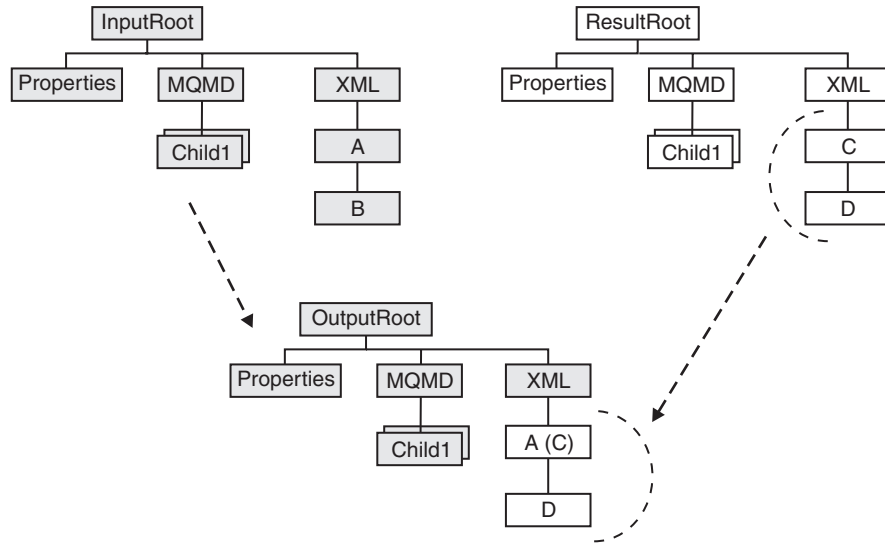 InputRoot
Properties
MQMD
XML
Child1
A
B
ResultRoot
Properties
MQMD
XML
Child1
C
D
OutputRoot
Properties
MQMD
XML
Child1
A (C)
D